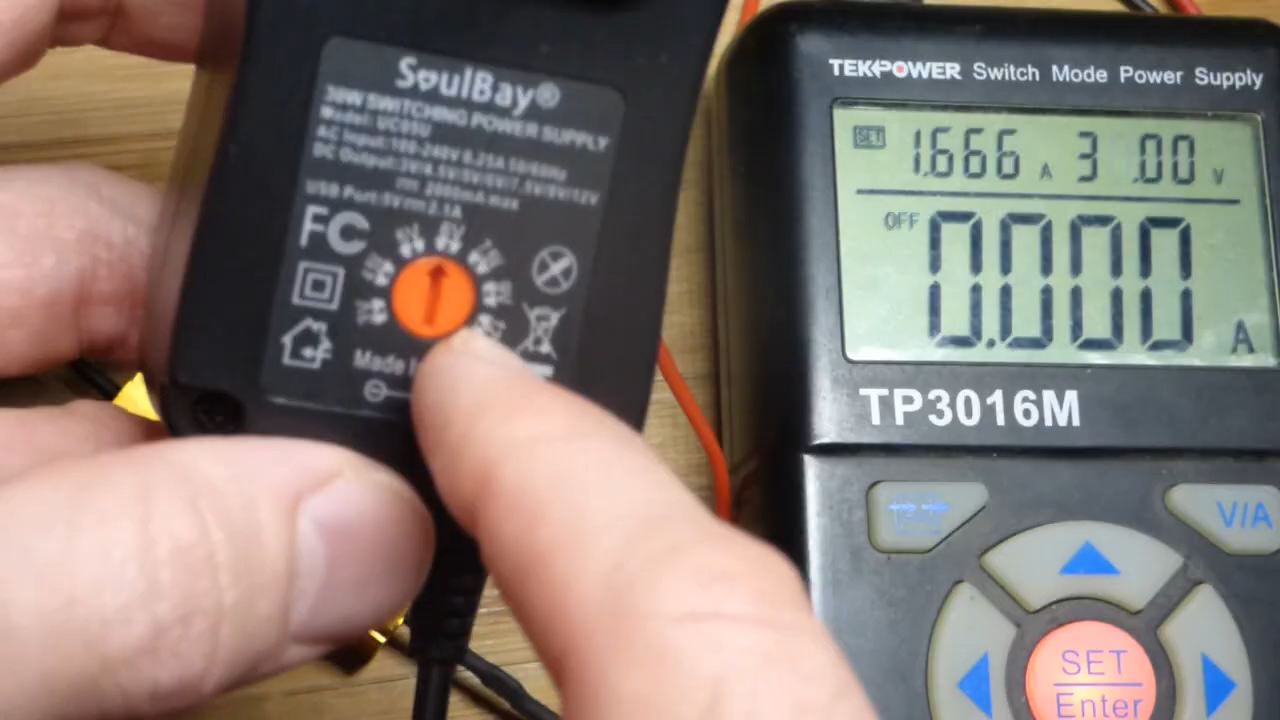 SoulBay®
30W SWITCHING POWER SUPPLY
Model: UC03U
AC Input:100-240V 0.25A 50/60Hz
DC Output:3V/4.5V/5V/6V/7.5V/9V/12V
2000mA max
USB Port:5V 2.1A
FC
5V 6V
Made
TEKPOWER Switch Mode Power Supply
SET 1.666 A 3.00 V
OFF
0.000 A
TP3016M
V/A
SET
Enter